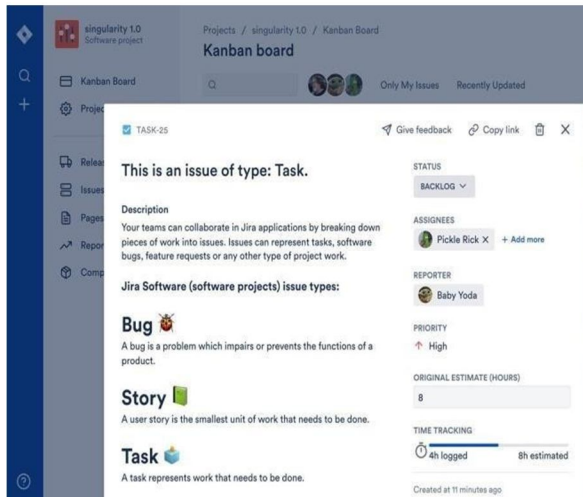 singularity 1.0
Software project
Projects / singularity 1.0 / Kanban Board
Kanban board
Kanban Board
Only My Issues Recently Updated
Projec
Releas
Issues
Pages
Repor
Comp
TASK-25
Give feedback Copy link
This is an issue of type: Task.
Description
Your teams can collaborate in Jira applications by breaking down
pieces of work into issues. Issues can represent tasks, software
bugs, feature requests or any other type of project work.
Jira Software (software projects) issue types:
Bug
A bug is a problem which impairs or prevents the functions of a
product.
Story
A user story is the smallest unit of work that needs to be done.
Task
A task represents work that needs to be done.
STATUS
BACKLOG
ASSIGNEES
Pickle Rick + Add more
REPORTER
Baby Yoda
PRIORITY
High
ORIGINAL ESTIMATE (HOURS)
8
TIME TRACKING
4h logged 8h estimated
Created at 11 minutes ago